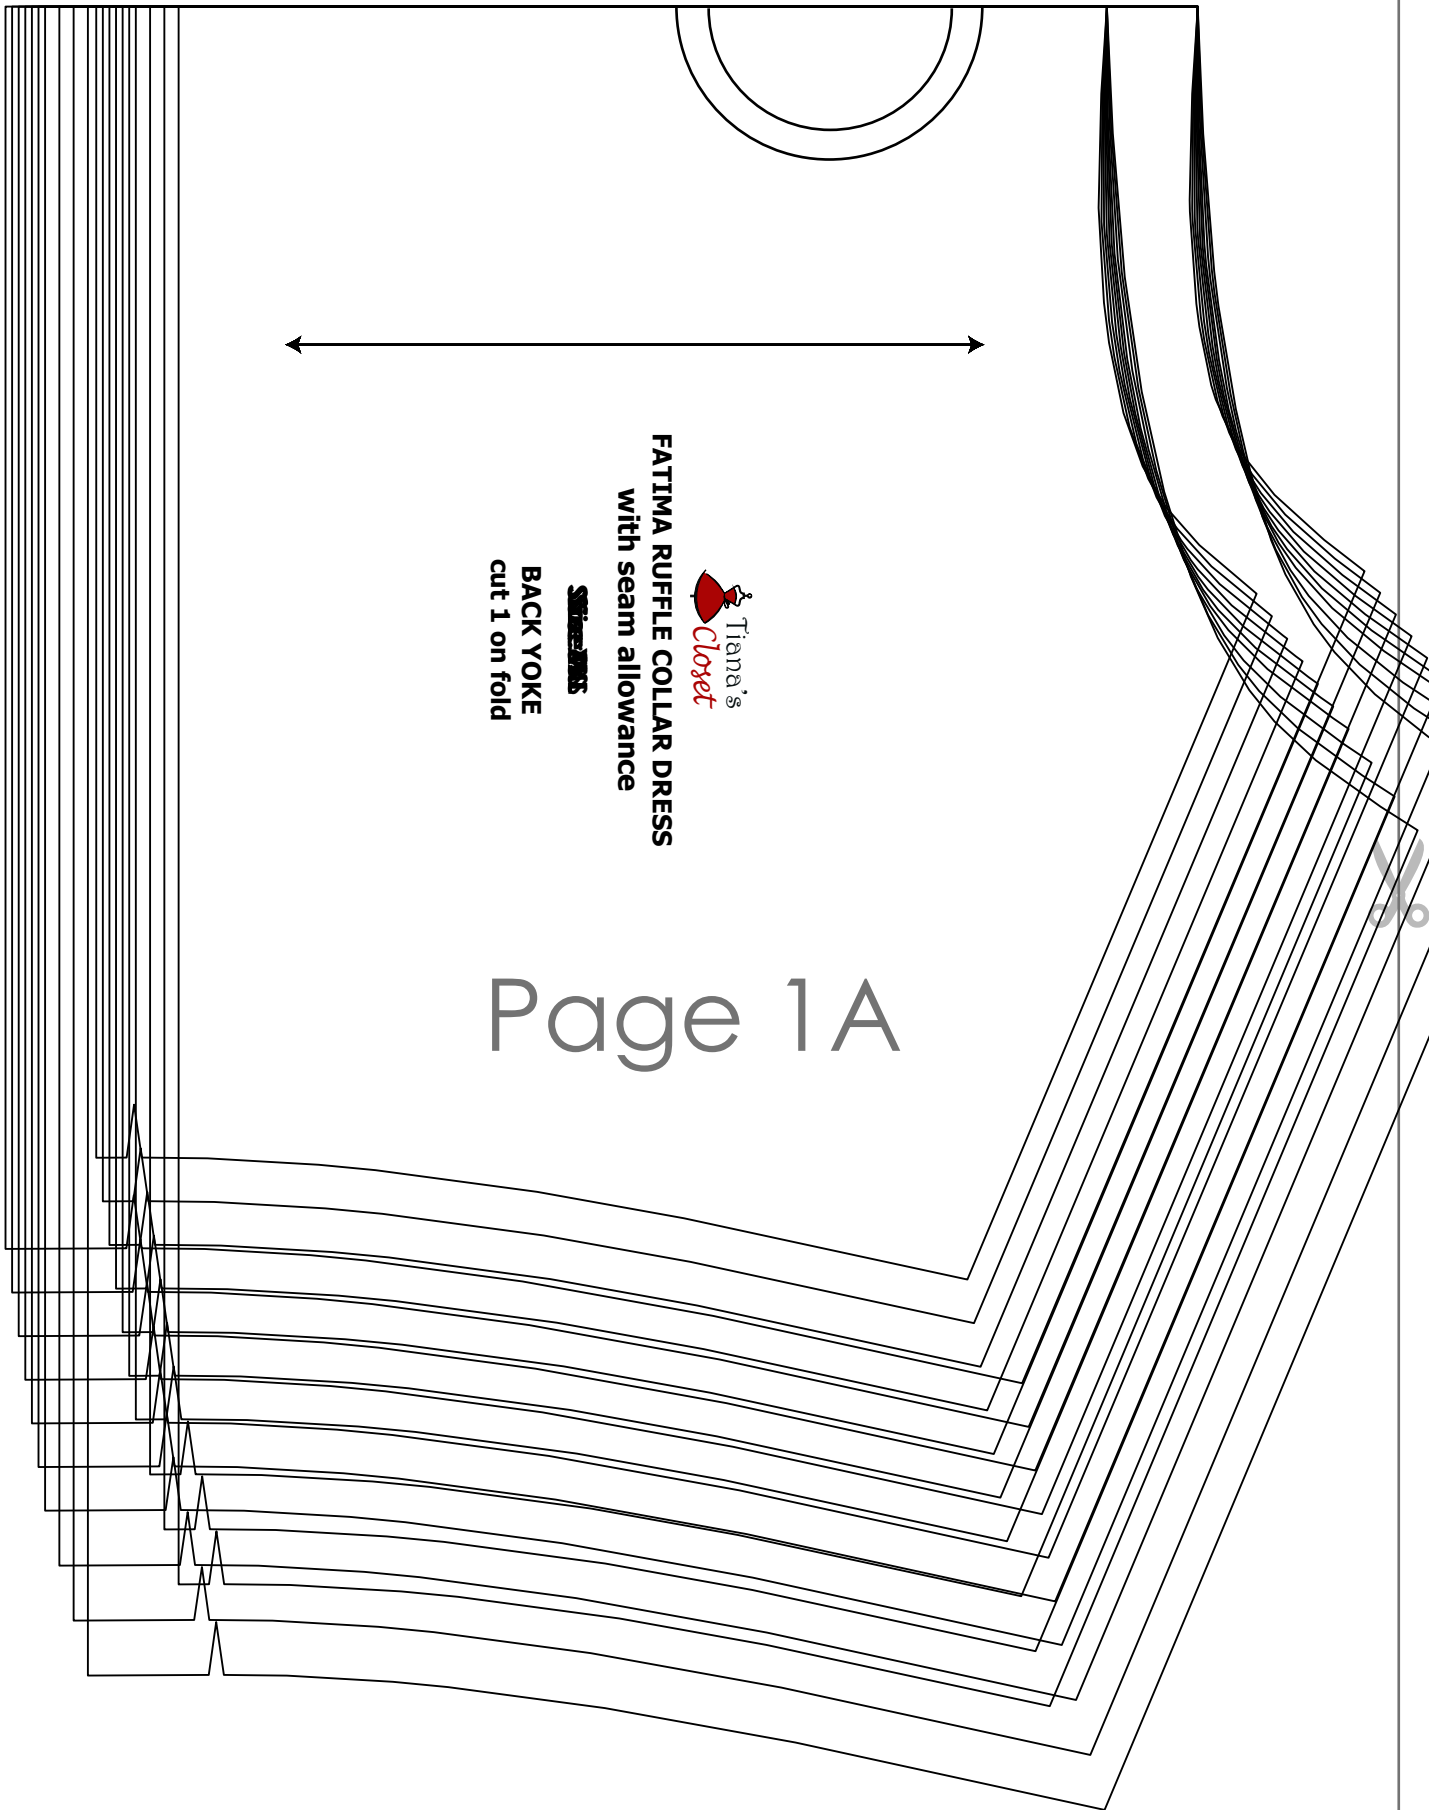 Tiana's
Closet
FATIMA RUFFLE COLLAR DRESS
with seam allowance
BACK YOKE
cut 1 on fold
Page 1A